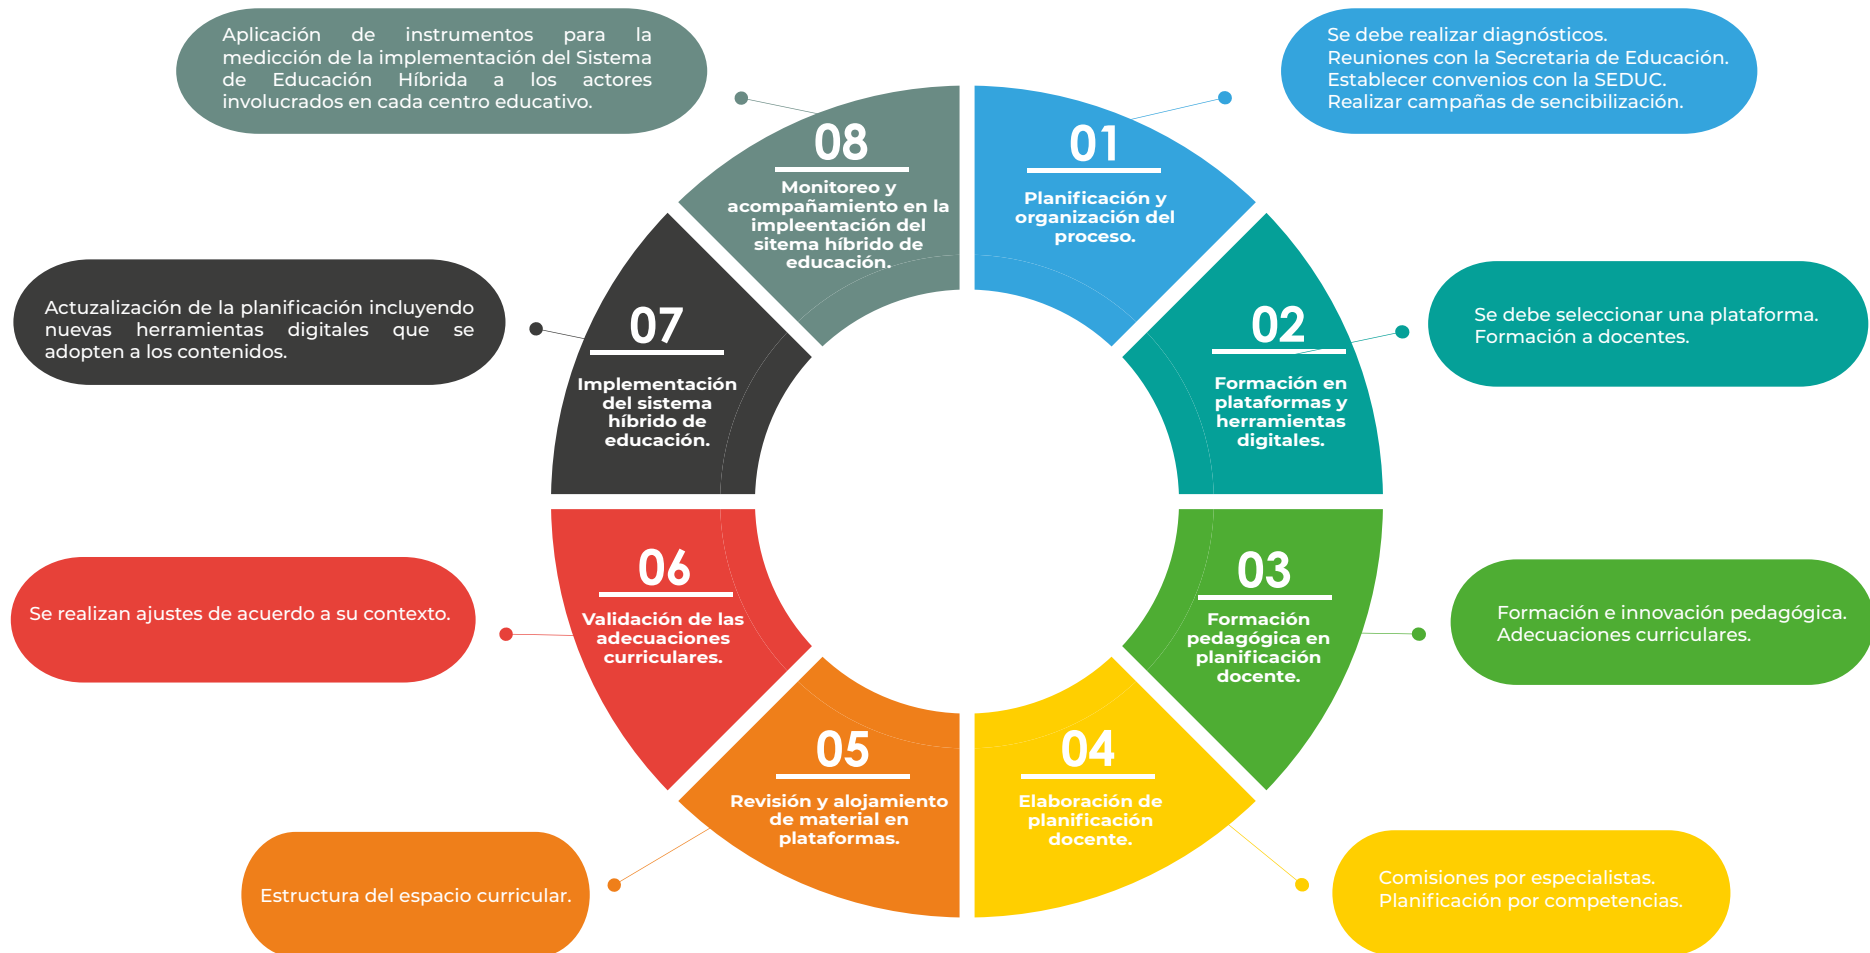 Se debe realizar diagnósticos.
Reuniones con la Secretaria de Educación.
Establecer convenios con la SEDUC.
Realizar campañas de sencibilización.
01
Planificación y
organización del
proceso.
Se debe seleccionar una plataforma.
Formación a docentes.
02
Formación en
plataformas y
herramientas
digitales.
Formación e innovación pedagógica.
Adecuaciones curriculares.
03
Formación
pedagógica en
planificación
docente.
Comisiones por especialistas.
Planificación por competencias.
04
Elaboración de
planificación
docente.
Estructura del espacio curricular.
05
Revisión y alojamiento
de material en
plataformas.
Se realizan ajustes de acuerdo a su contexto.
06
Validación de las
adecuaciones
curriculares.
Actuzalización de la planificación incluyendo
nuevas herramientas digitales que se
adopten a los contenidos.
07
Implementación
del sistema
híbrido de
educación.
Aplicación de instrumentos para la
medicción de la implementación del Sistema
de Educación Híbrida a los actores
involucrados en cada centro educativo.
08
Monitoreo y
acompañamiento en la
impleentación del
sitema híbrido de
educación.